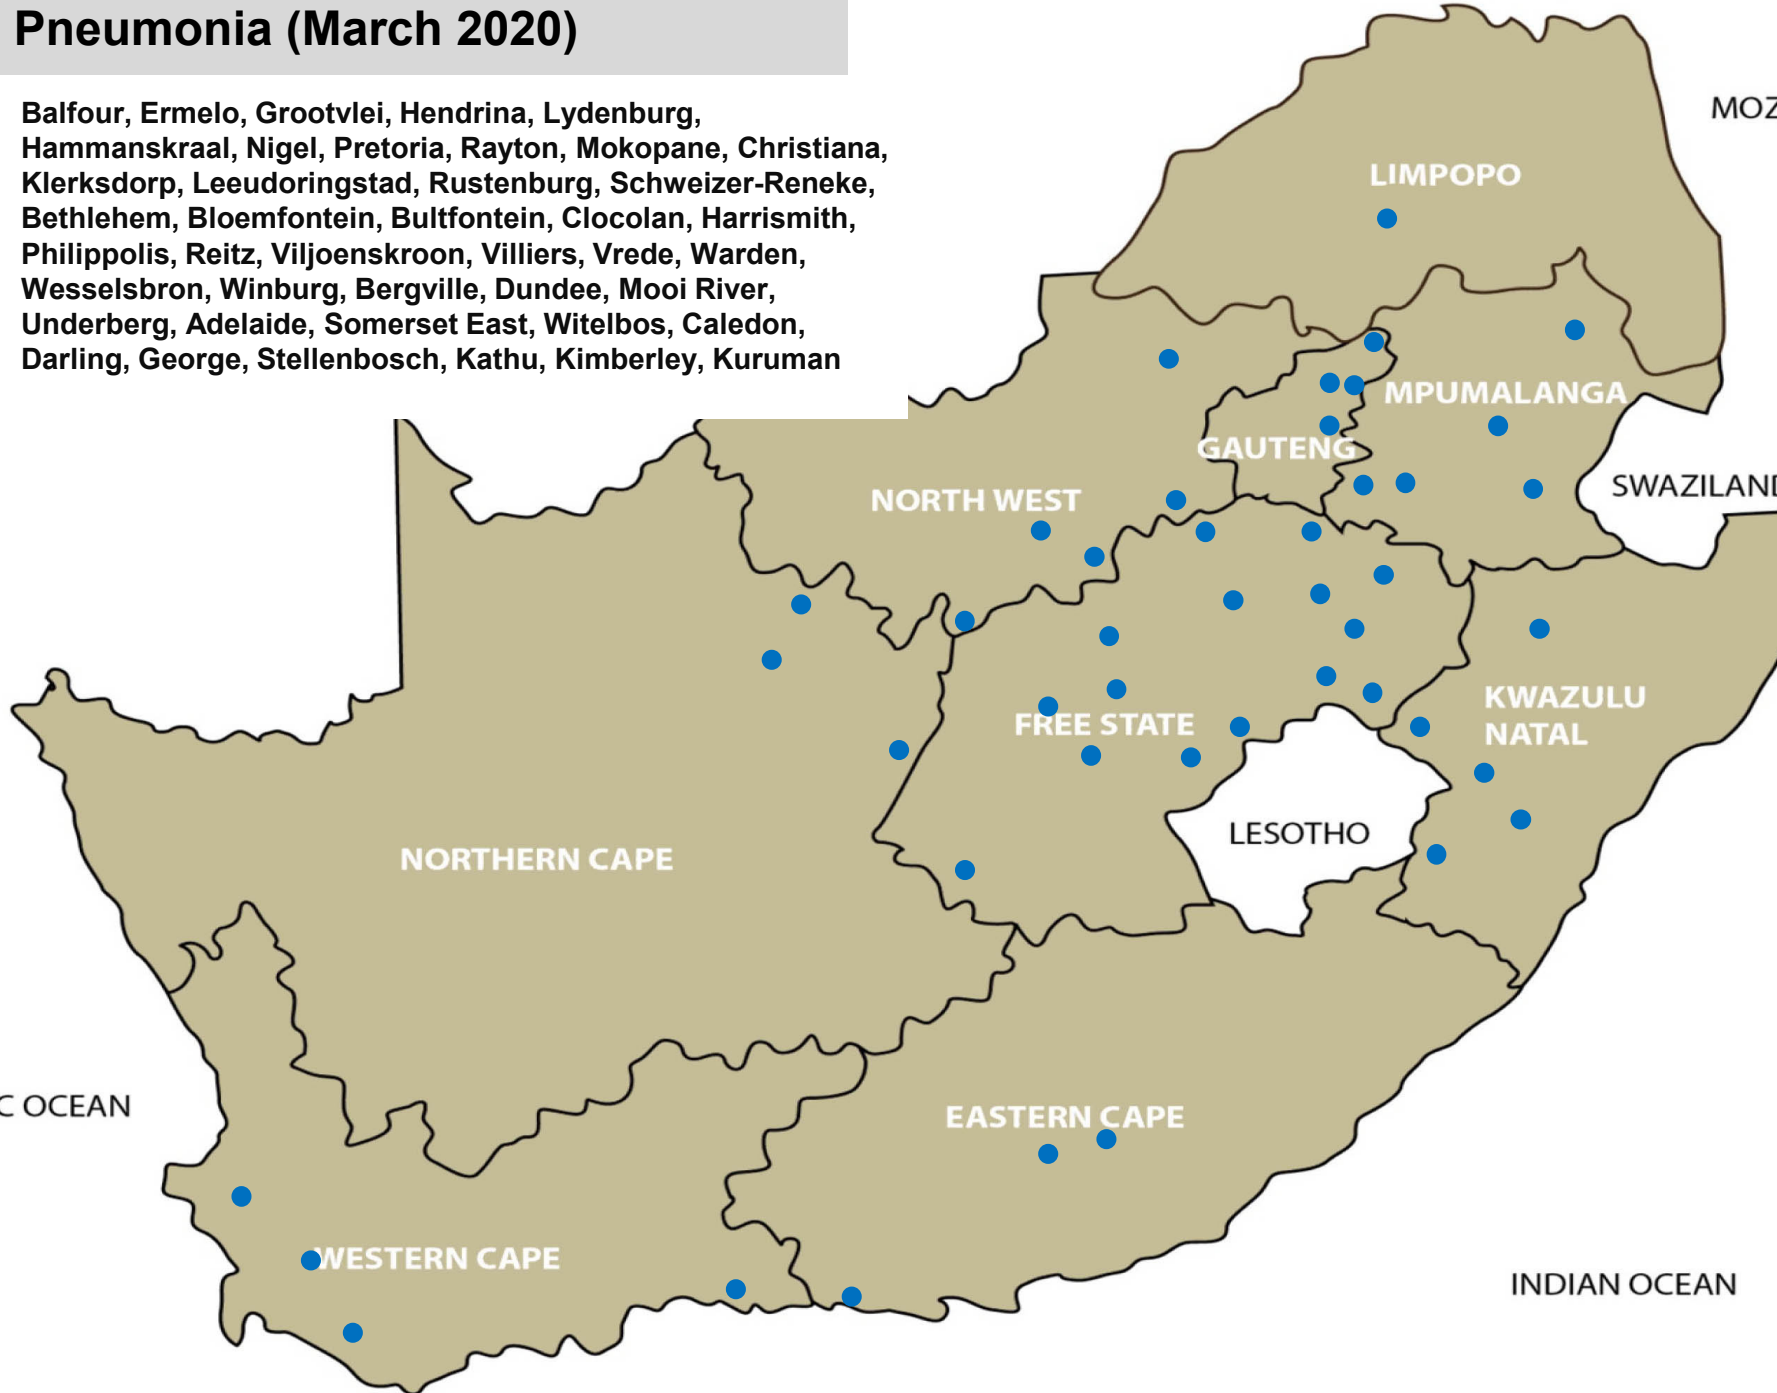 Pneumonia (March 2020)
Balfour, Ermelo, Grootvlei, Hendrina, Lydenburg,
Hammanskraal, Nigel, Pretoria, Rayton, Mokopane, Christiana,
Klerksdorp, Leeudoringstad, Rustenburg, Schweizer-Reneke,
Bethlehem, Bloemfontein, Bultfontein, Clocolan, Harrismith,
Philippolis, Reitz, Viljoenskroon, Villiers, Vrede, Warden,
Wesselsbron, Winburg, Bergville, Dundee, Mooi River,
Underberg, Adelaide, Somerset East, Witelbos, Caledon,
Darling, George, Stellenbosch, Kathu, Kimberley, Kuruman
MOZ
LIMPOPO
MPUMALANGA
GAUTENG
SWAZILAND
NORTH WEST
KWAZULU
NATAL
FREE STATE
LESOTHO
NORTHERN CAPE
C OCEAN
EASTERN CAPE
WESTERN CAPE
INDIAN OCEAN